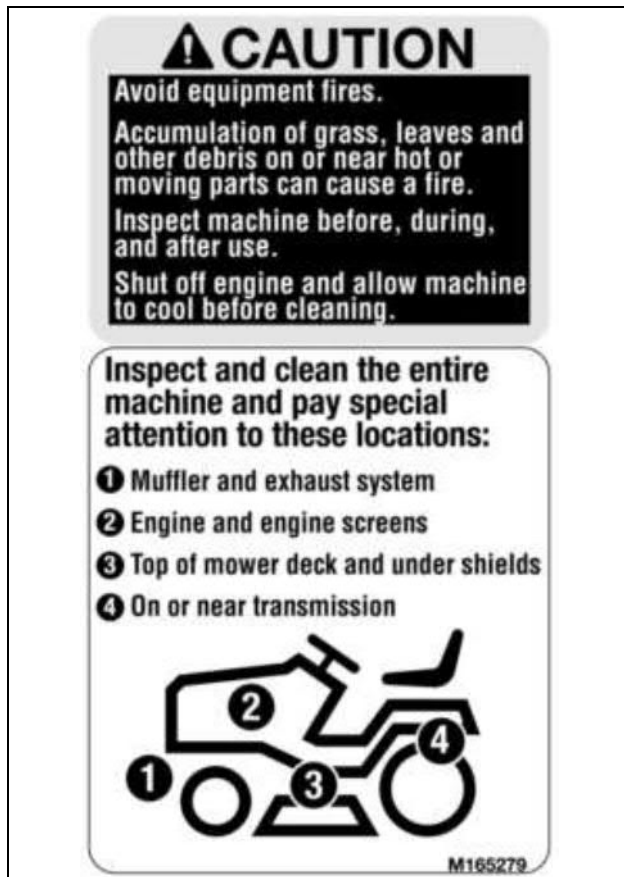 CAUTION
Avoid equipment fires.
Accumulation of grass, leaves and
other debris on or near hot or
moving parts can cause a fire.
Inspect machine before, during,
and after use.
Shut off engine and allow machine
to cool before cleaning.
Inspect and clean the entire
machine and pay special
attention to these locations:
1 Muffler and exhaust system
2 Engine and engine screens
3 Top of mower deck and under shields
4 On or near transmission
2
4
1
3
M165279